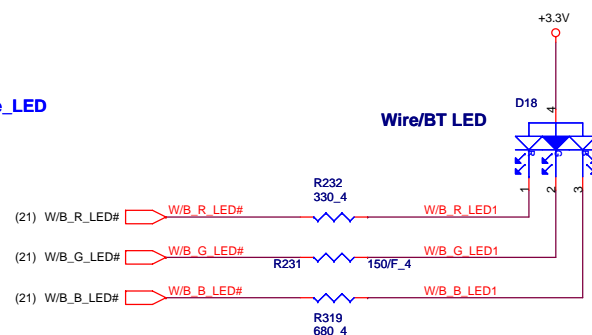 +3.3V
e_LED
D18
Wire/BT LED
4
R G B
1 2 3
R232
330_4
(21) W/B_R_LED# W/B_R_LED# W/B_R_LED1
(21) W/B_G_LED# W/B_G_LED# W/B_G_LED1
R231 150/F_4
(21) W/B_B_LED# W/B_B_LED# W/B_B_LED1
R319
680_4